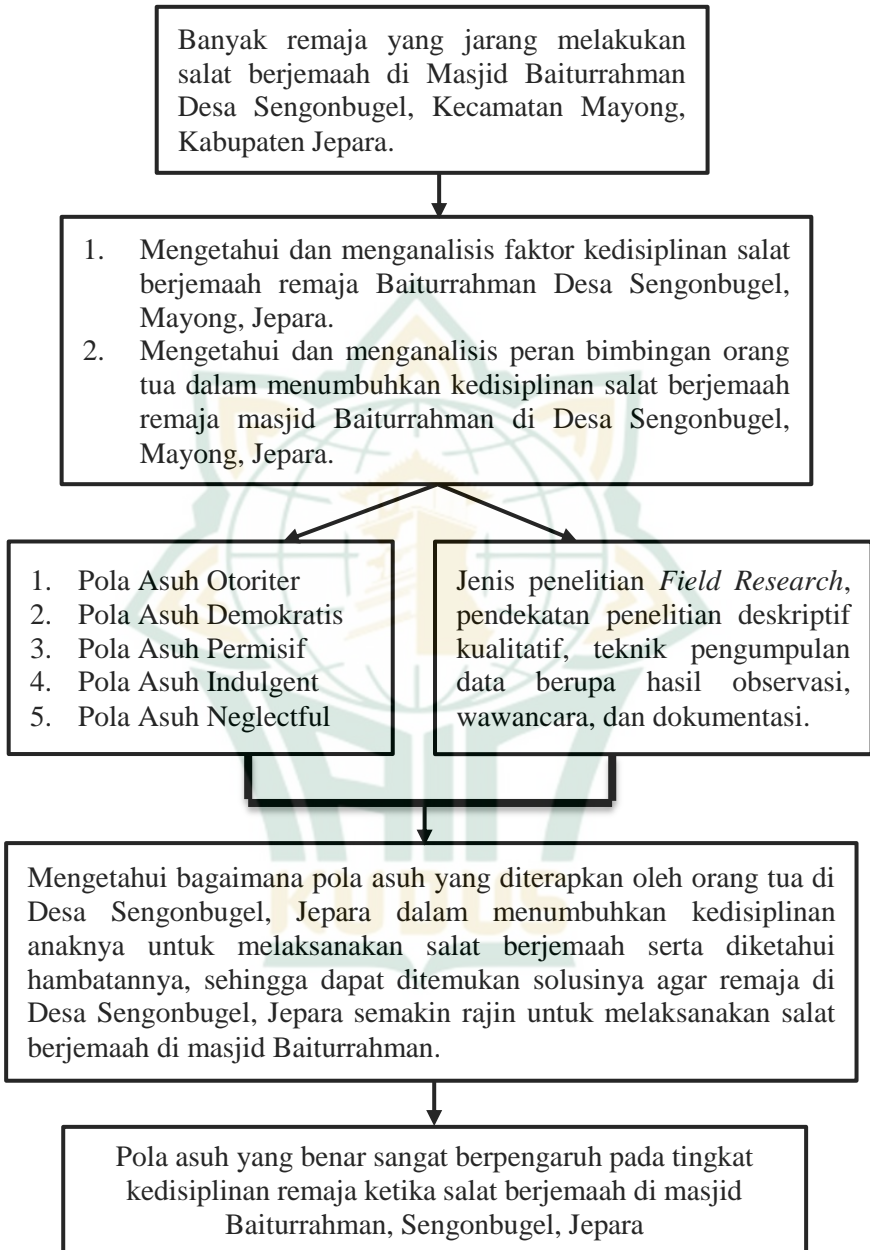 Banyak remaja yang jarang melakukan
salat berjemaah di Masjid Baiturrahman
Desa Sengonbugel, Kecamatan Mayong,
Kabupaten Jepara.
1. Mengetahui dan menganalisis faktor kedisiplinan salat
berjemaah remaja Baiturrahman Desa Sengonbugel,
Mayong, Jepara.
2. Mengetahui dan menganalisis peran bimbingan orang
tua dalam menumbuhkan kedisiplinan salat berjemaah
remaja masjid Baiturrahman di Desa Sengonbugel,
Mayong, Jepara.
1. Pola Asuh Otoriter
2. Pola Asuh Demokratis
3. Pola Asuh Permisif
4. Pola Asuh Indulgent
5. Pola Asuh Neglectful
Jenis penelitian Field Research,
pendekatan penelitian deskriptif
kualitatif, teknik pengumpulan
data berupa hasil observasi,
wawancara, dan dokumentasi.
Mengetahui bagaimana pola asuh yang diterapkan oleh orang tua di
Desa Sengonbugel, Jepara dalam menumbuhkan kedisiplinan
anaknya untuk melaksanakan salat berjemaah serta diketahui
hambatannya, sehingga dapat ditemukan solusinya agar remaja di
Desa Sengonbugel, Jepara semakin rajin untuk melaksanakan salat
berjemaah di masjid Baiturrahman.
KUDUS
Pola asuh yang benar sangat berpengaruh pada tingkat
kedisiplinan remaja ketika salat berjemaah di masjid
Baiturrahman, Sengonbugel, Jepara